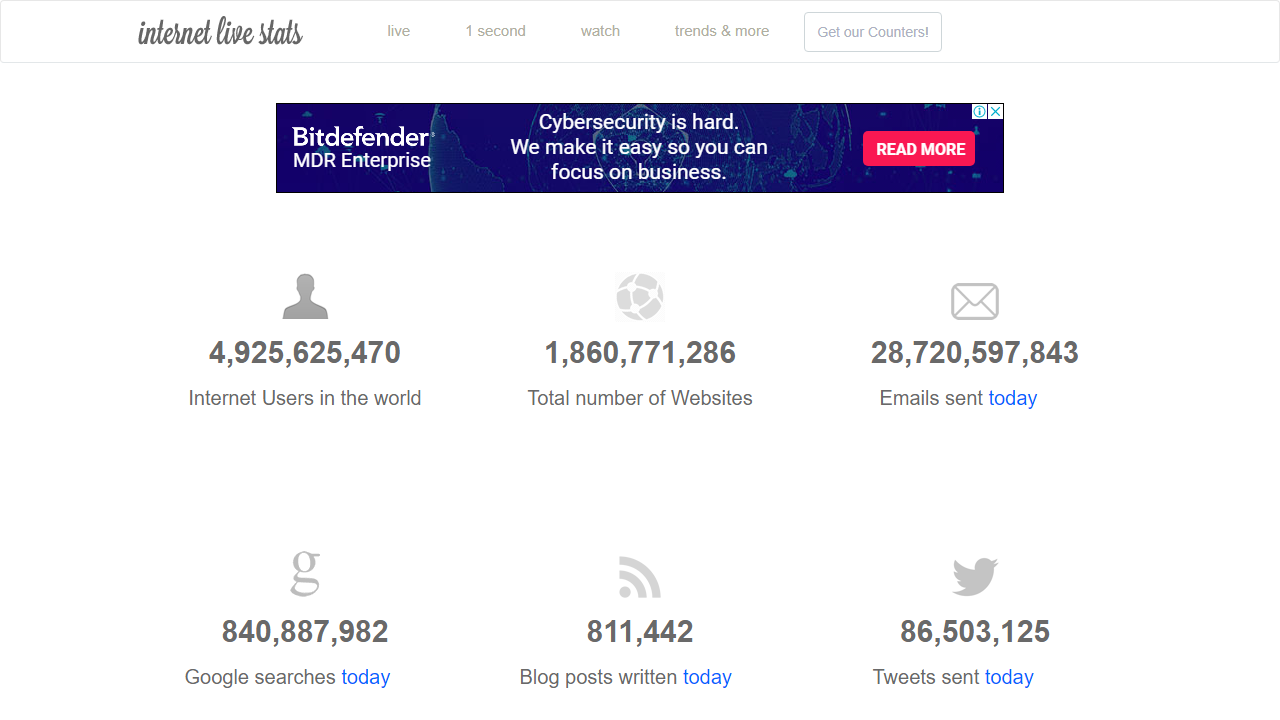 internet live stats
live
1 second
watch
trends & more
Get our Counters!
Bitdefender
MDR Enterprise
Cybersecurity is hard.
We make it easy so you can
focus on business.
READ MORE
4,925,625,470
Internet Users in the world
1,860,771,286
Total number of Websites
28,720,597,843
Emails sent today
840,887,982
Google searches today
811,442
Blog posts written today
86,503,125
Tweets sent today